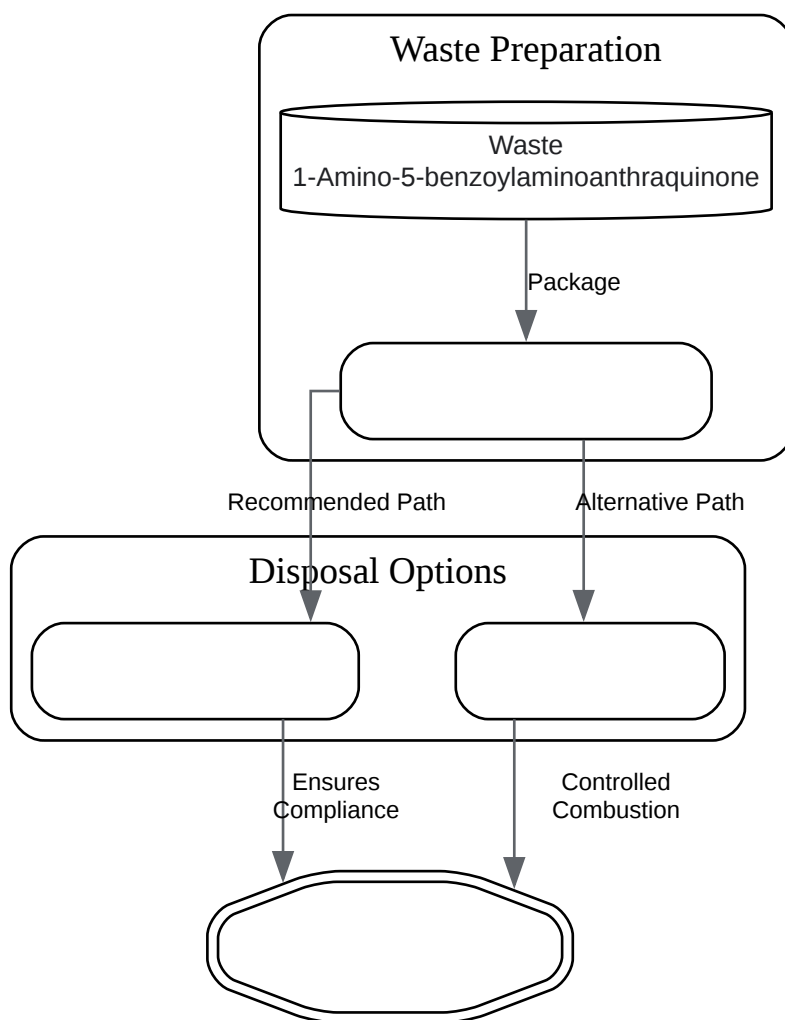 Waste Preparation
Waste
1-Amino-5-benzoylaminoanthraquinone
Package
Recommended Path
Alternative Path
Disposal Options
Ensures
Compliance
Controlled
Combustion